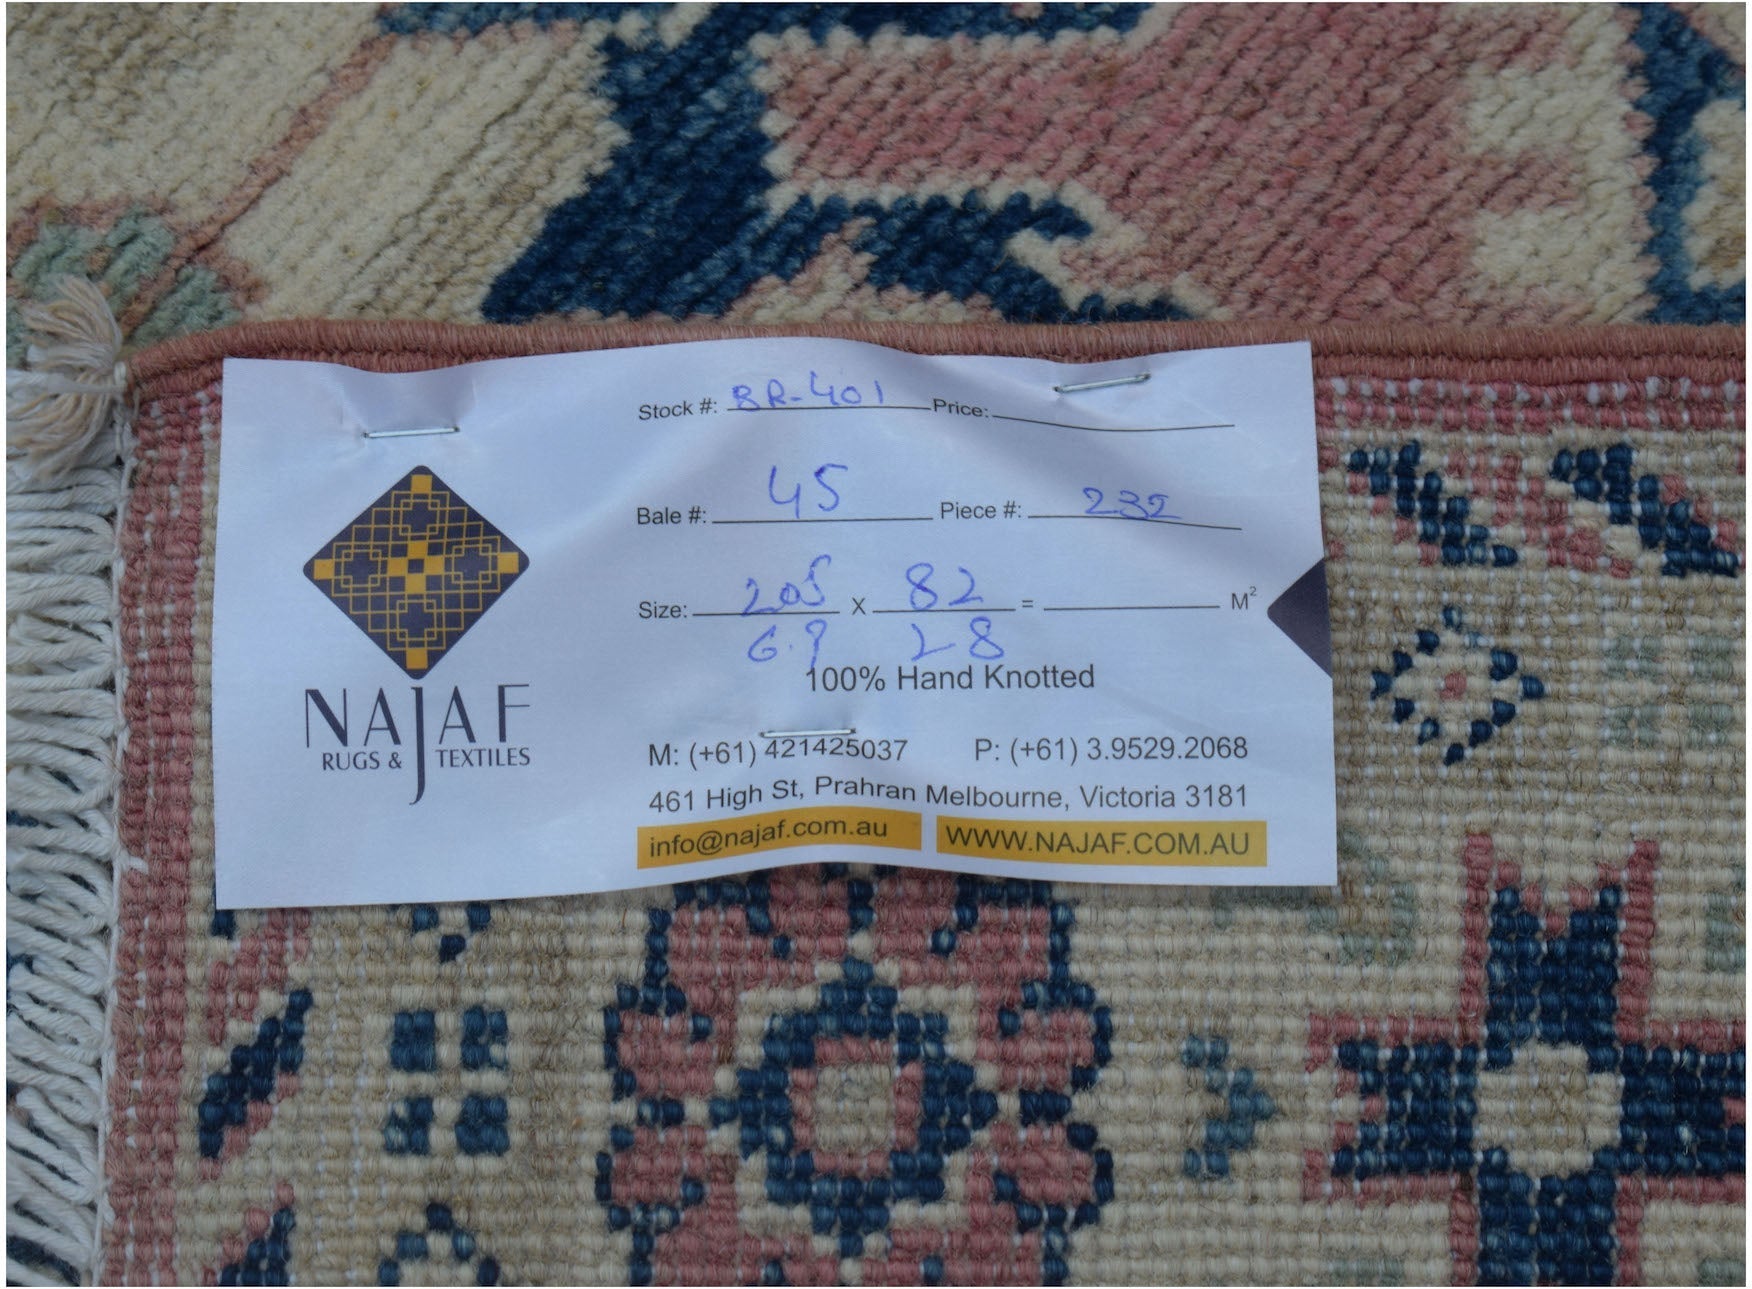 Stock #: BR-401 Price:
Bale #: 45 Piece #: 232
Size: 205 X 82 = M²
6.9 28
100% Hand Knotted
NAJAF
RUGS & TEXTILES
M: (+61) 421425037 P: (+61) 3.9529.2068
461 High St, Prahran Melbourne, Victoria 3181
info@najaf.com.au WWW.NAJAF.COM.AU